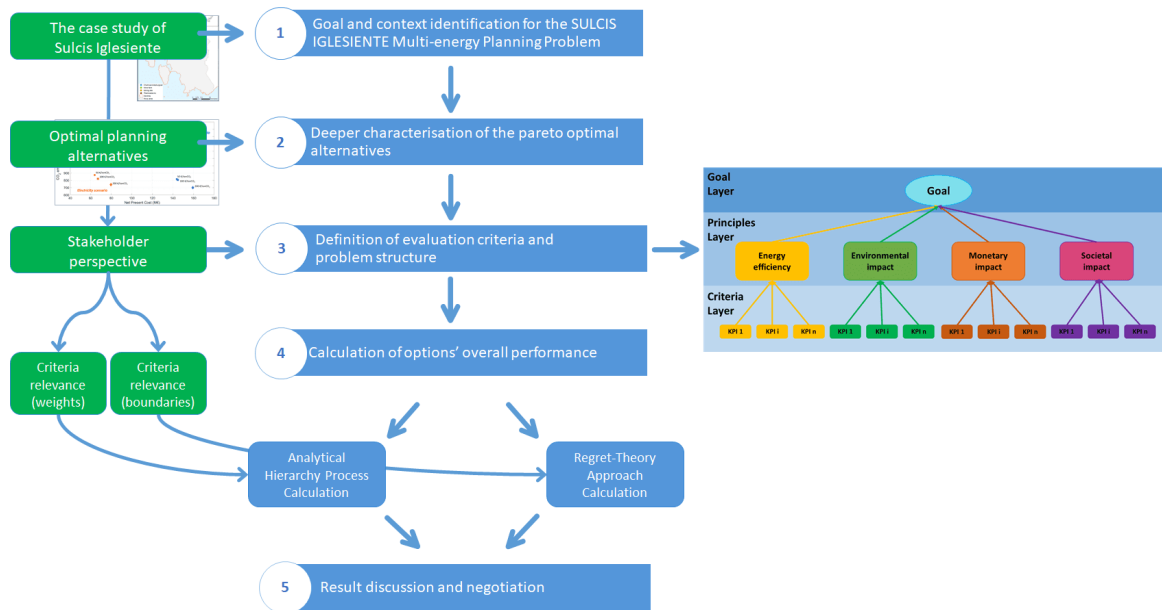 The case study of
Sulcis Iglesiente
1
Goal and context identification for the SULCIS
IGLESIENTE Multi-energy Planning Problem
Optimal planning
alternatives
Net Present Cost (M€)
2
Deeper characterisation of the pareto optimal
alternatives
Stakeholder
perspective
3
Definition of evaluation criteria and
problem structure
Goal
Layer
Goal
Principles
Layer
Energy
efficiency
Environmental
impact
Monetary
impact
Societal
impact
Criteria
Layer
KPI 1
KPI i
KPI n
KPI 1
KPI i
KPI n
KPI 1
KPI i
KPI n
KPI 1
KPI i
KPI n
4
Calculation of options’ overall performance
Criteria
relevance
(weights)
Criteria
relevance
(boundaries)
Analytical
Hierarchy Process
Calculation
Regret-Theory
Approach
Calculation
5
Result discussion and negotiation